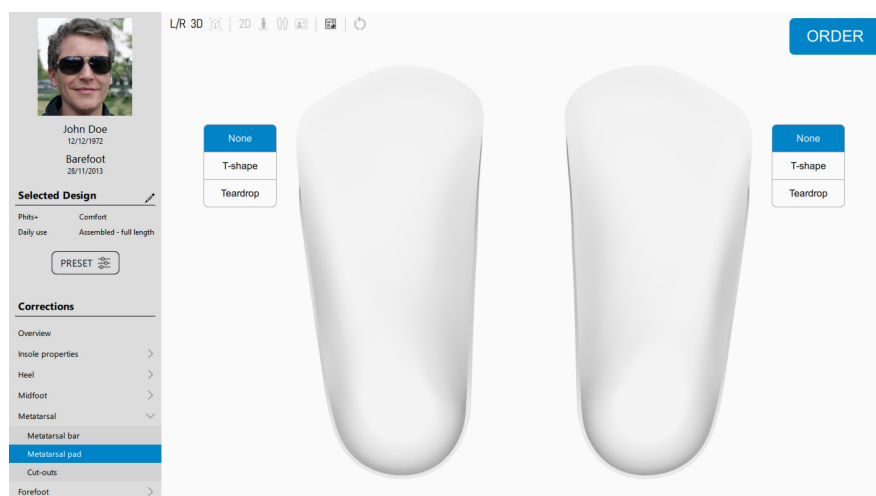 L/R 3D 2D
ORDER
John Doe
12/12/1972
Barefoot
28/11/2013
Selected Design
Phits+ Comfort
Daily use Assembled - full length
PRESET
Corrections
Overview
Insole properties
Heel
Midfoot
Metatarsal
Metatarsal bar
Metatarsal pad
Cut-outs
Forefoot
None
T-shape
Teardrop
None
T-shape
Teardrop